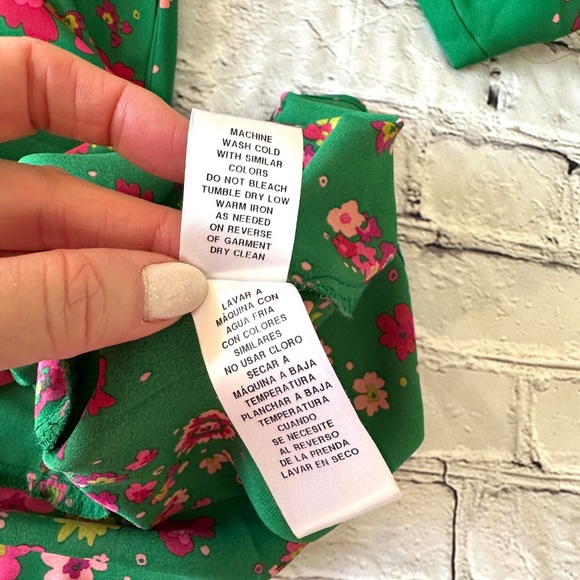 MACHINE
WASH COLD
WITH SIMILAR
COLORS
DO NOT BLEACH
TUMBLE DRY LOW
WARM IRON
AS NEEDED
ON REVERSE
OF GARMENT
DRY CLEAN
LAVAR A
MÁQUINA CON
AGUA FRIA
CON COLORES
SIMILARES
NO USAR CLORO
SECAR A
MÁQUINA A BAJA
TEMPERATURA
PLANCHAR A BAJA
TEMPERATURA
CUANDO
SE NECESITE
AL REVERSO
DE LA PRENDA
LAVAR EN SECO